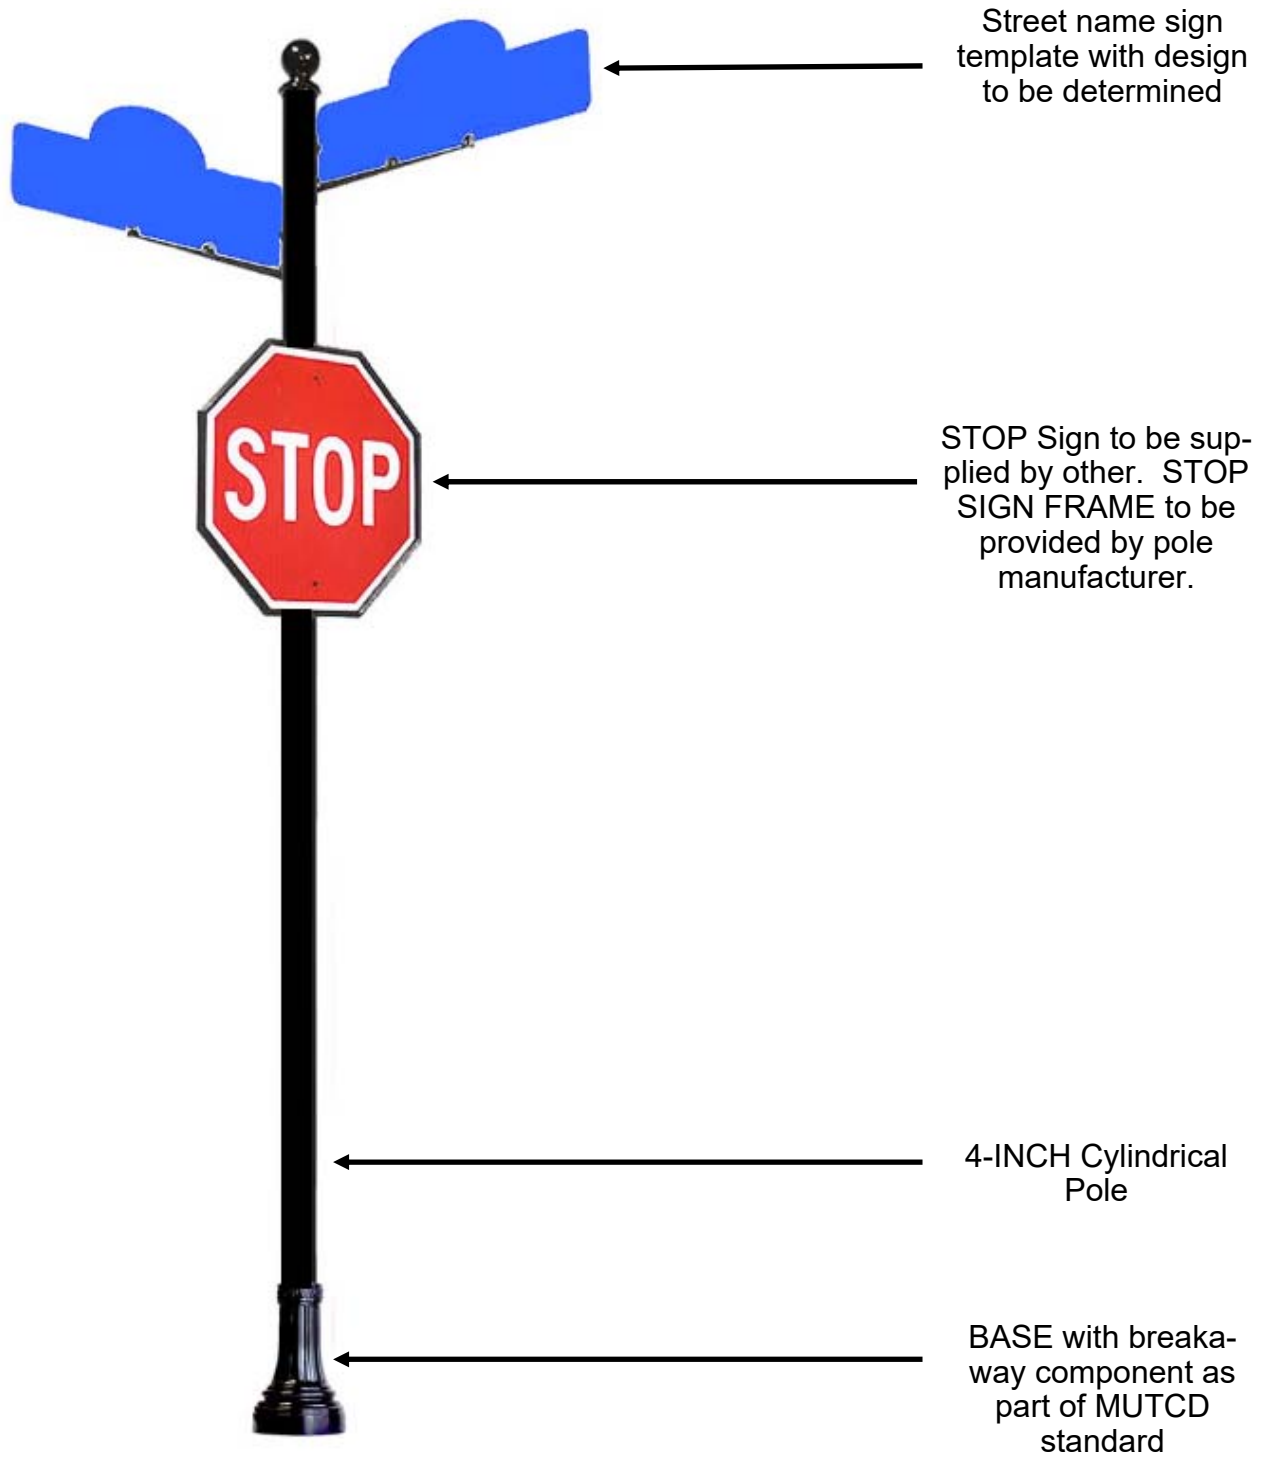 Street name sign
template with design
to be determined
STOP
STOP Sign to be sup-
plied by other.  STOP
SIGN FRAME to be
provided by pole
manufacturer.
4-INCH Cylindrical
Pole
BASE with breaka-
way component as
part of MUTCD
standard